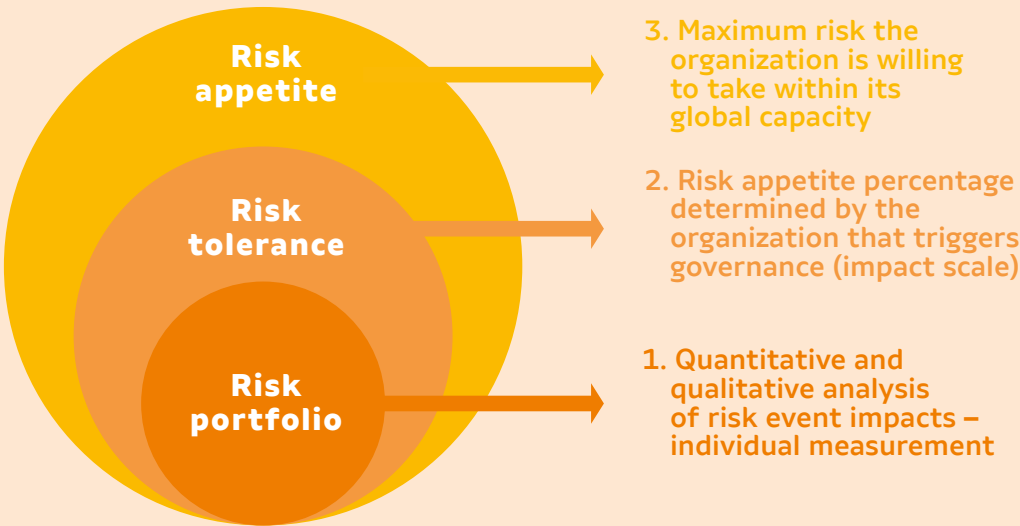 Risk
appetite
3. Maximum risk the
organization is willing
to take within its
global capacity
Risk
tolerance
2. Risk appetite percentage
determined by the
organization that triggers
governance (impact scale)
Risk
portfolio
1. Quantitative and
qualitative analysis
of risk event impacts –
individual measurement